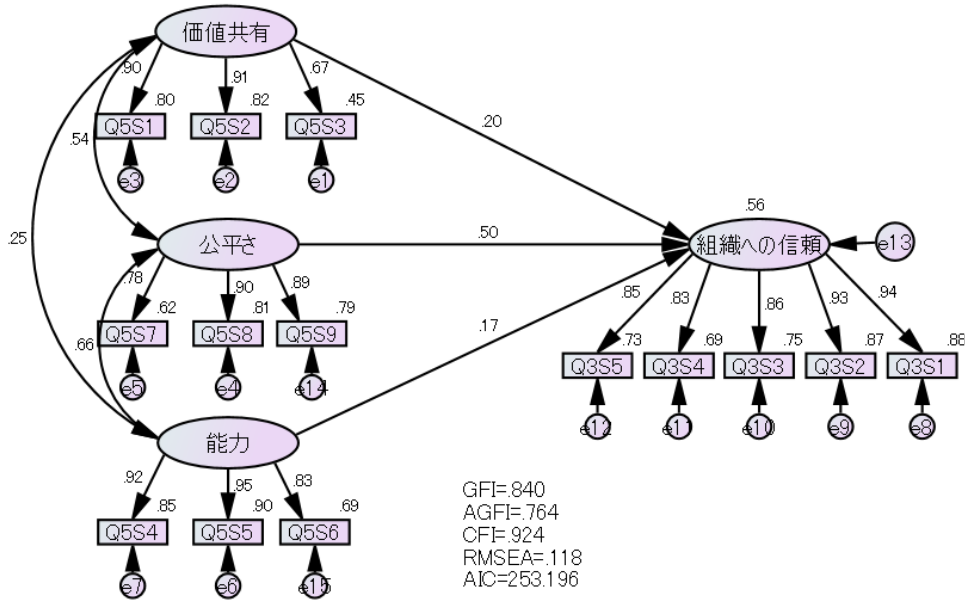 価値共有
.90
.91
.67
.80
.82
.45
Q5S1
Q5S2
Q5S3
e3
e2
e1
.54
.20
.25
公平さ
.50
.56
組織への信頼
e13
.78
.90
.89
.62
.81
.79
Q5S7
Q5S8
Q5S9
e5
e4
e14
.66
.17
.85
.83
.86
.93
.94
.73
.69
.75
.87
.88
Q3S5
Q3S4
Q3S3
Q3S2
Q3S1
e12
e11
e10
e9
e8
能力
.92
.95
.83
.85
.90
.69
Q5S4
Q5S5
Q5S6
e7
e6
e15
GFI=.840
AGFI=.764
CFI=.924
RMSEA=.118
AIC=253.196